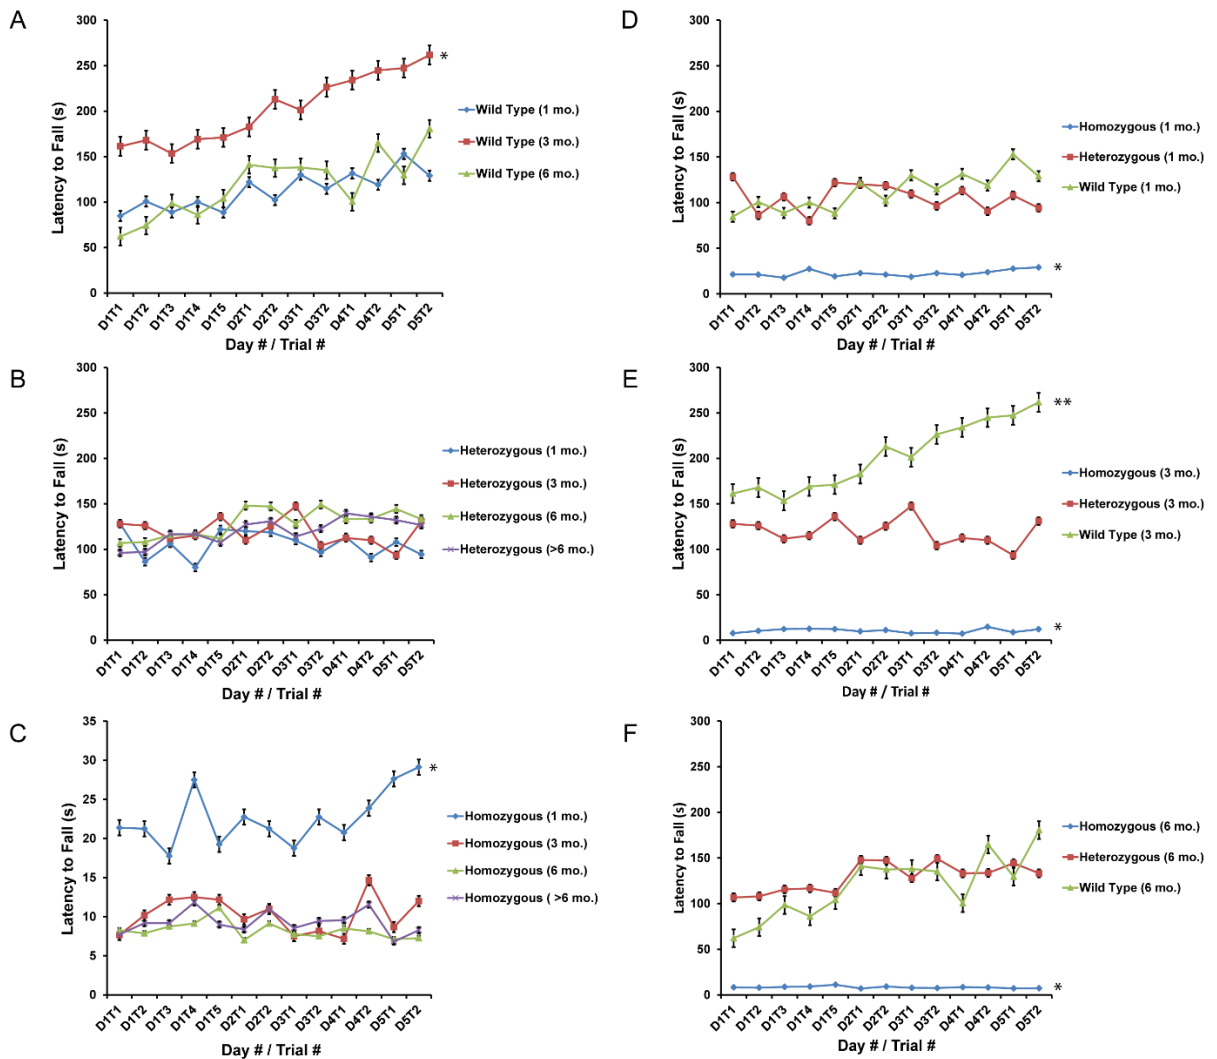 A
Latency to Fall (s)
300
250
200
150
100
50
0
*
Wild Type (1 mo.)
Wild Type (3 mo.)
Wild Type (6 mo.)
D1T1 D1T2 D1T3 D1T4 D1T5 D2T1 D2T2 D3T1 D3T2 D4T1 D4T2 D5T1 D5T2
Day # / Trial #
B
Latency to Fall (s)
300
250
200
150
100
50
0
Heterozygous (1 mo.)
Heterozygous (3 mo.)
Heterozygous (6 mo.)
Heterozygous (>6 mo.)
D1T1 D1T2 D1T3 D1T4 D1T5 D2T1 D2T2 D3T1 D3T2 D4T1 D4T2 D5T1 D5T2
Day # / Trial #
C
Latency to Fall (s)
35
30
25
20
15
10
5
0
*
Homozygous (1 mo.)
Homozygous (3 mo.)
Homozygous (6 mo.)
Homozygous ( >6 mo.)
D1T1 D1T2 D1T3 D1T4 D1T5 D2T1 D2T2 D3T1 D3T2 D4T1 D4T2 D5T1 D5T2
Day # / Trial #
D
Latency to Fall (s)
300
250
200
150
100
50
0
Homozygous (1 mo.)
Heterozygous (1 mo.)
Wild Type (1 mo.)
*
D1T1 D1T2 D1T3 D1T4 D1T5 D2T1 D2T2 D3T1 D3T2 D4T1 D4T2 D5T1 D5T2
Day # / Trial #
E
Latency to Fall (s)
300
250
200
150
100
50
0
**
Homozygous (3 mo.)
Heterozygous (3 mo.)
Wild Type (3 mo.)
*
D1T1 D1T2 D1T3 D1T4 D1T5 D2T1 D2T2 D3T1 D3T2 D4T1 D4T2 D5T1 D5T2
Day # / Trial #
F
Latency to Fall (s)
300
250
200
150
100
50
0
Homozygous (6 mo.)
Heterozygous (6 mo.)
Wild Type (6 mo.)
*
D1T1 D1T2 D1T3 D1T4 D1T5 D2T1 D2T2 D3T1 D3T2 D4T1 D4T2 D5T1 D5T2
Day # / Trial #